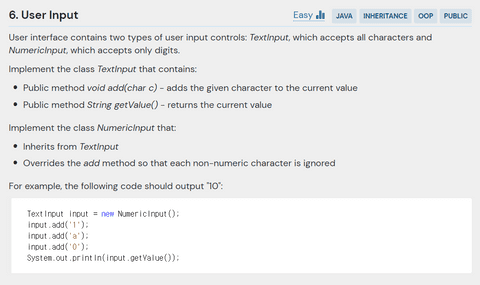 6. User Input
Easy JAVA INHERITANCE OOP PUBLIC
User interface contains two types of user input controls: TextInput, which accepts all characters and
NumericInput, which accepts only digits.
Implement the class TextInput that contains:
• Public method void add(char c) - adds the given character to the current value
• Public method String getValue() - returns the current value
Implement the class NumericInput that:
• Inherits from TextInput
• Overrides the add method so that each non-numeric character is ignored
For example, the following code should output "10":
TextInput input = new NumericInput();
input.add('1');
input.add('a');
input.add('0');
System.out.println(input.getValue());